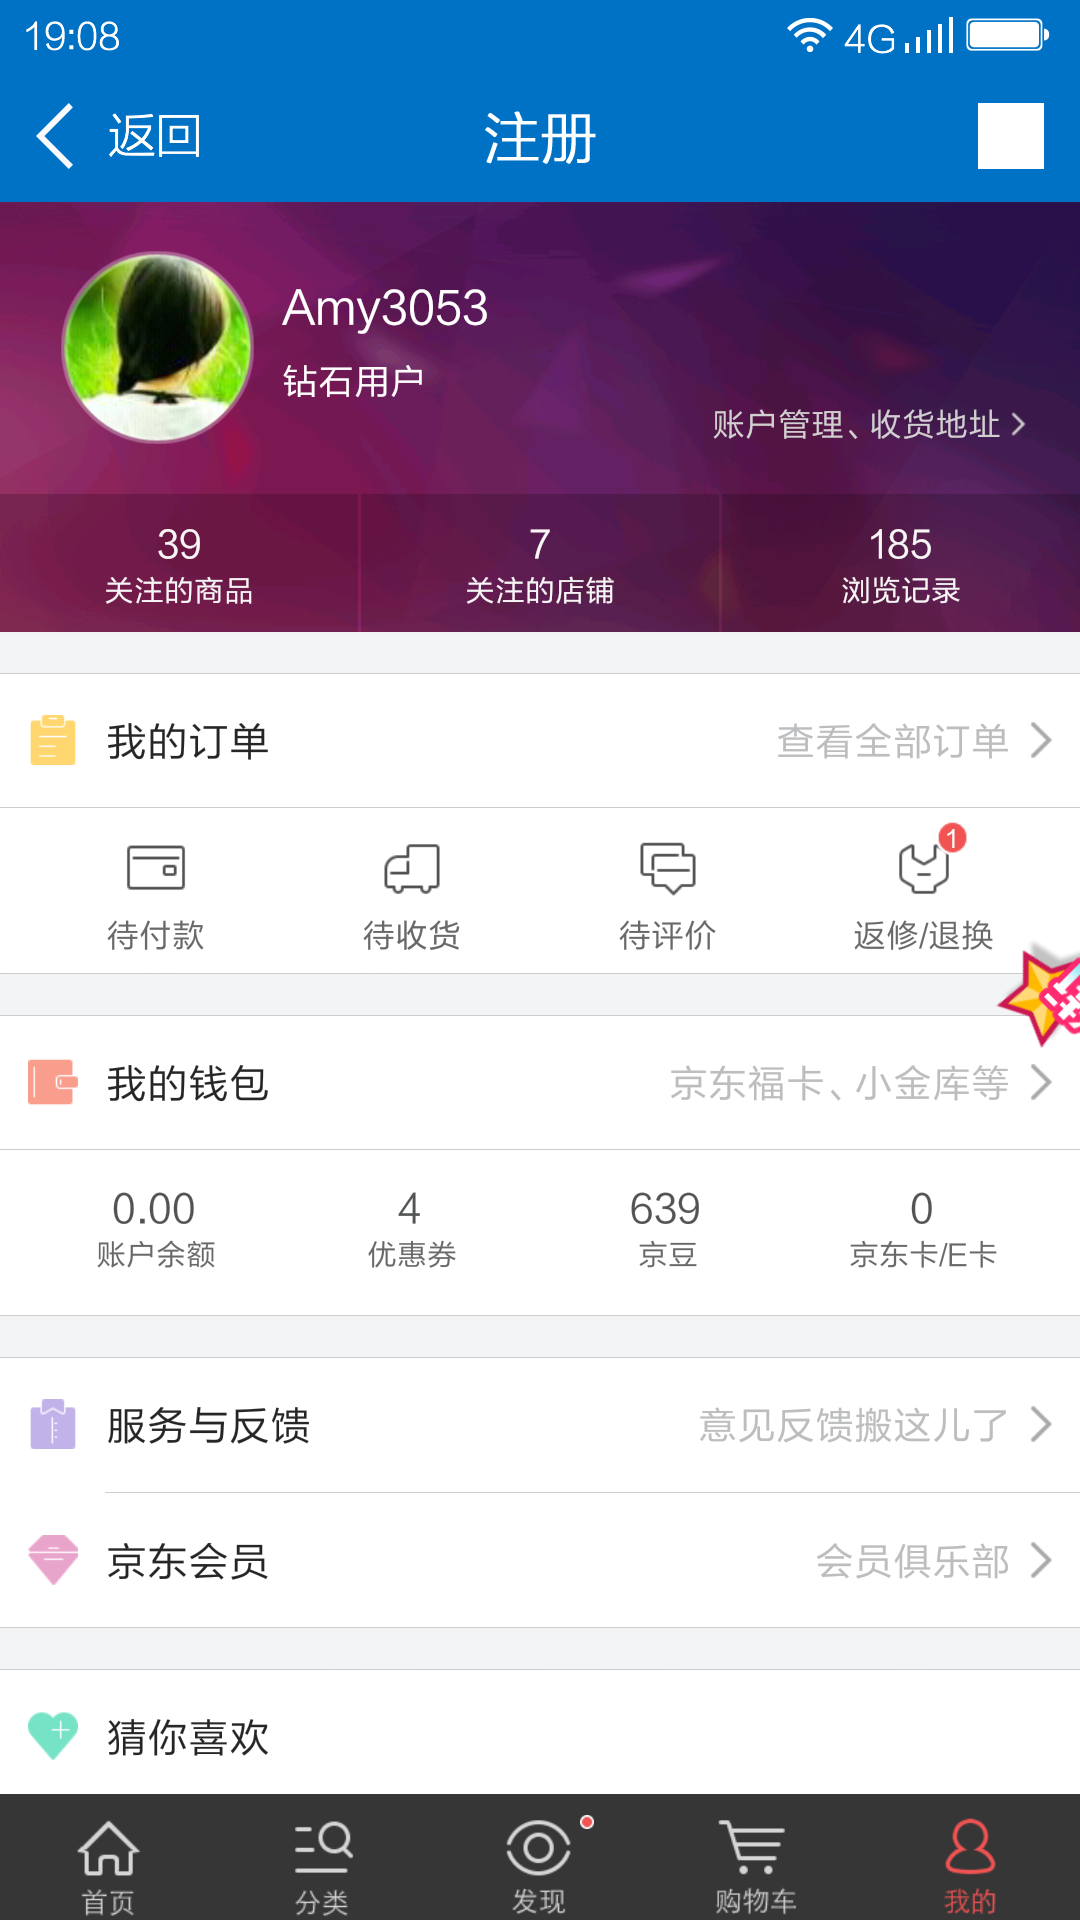 19:08 4G
返回 注册
Amy3053
钻石用户
账户管理、收货地址
39 7 185
关注的商品 关注的店铺 浏览记录
我的订单 查看全部订单
1
待付款 待收货 待评价 返修/退换
我的钱包 京东福卡、小金库等
0.00 4 639 0
账户余额 优惠券 京豆 京东卡/E卡
服务与反馈 意见反馈搬这儿了
京东会员 会员俱乐部
猜你喜欢
首页 分类 发现 购物车 我的